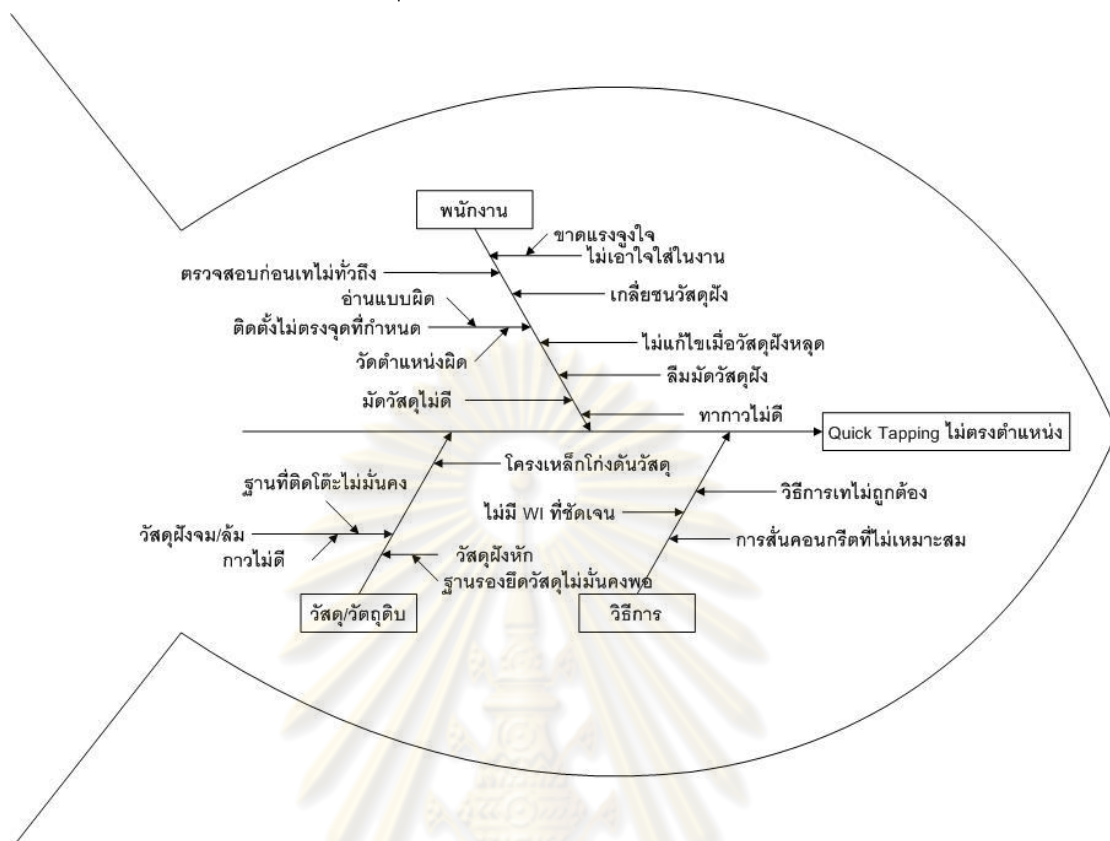 พนักงาน
ขาดแรงจูงใจ
ไม่เอาใจใส่ในงาน
ตรวจสอบก่อนเทไม่ทั่วถึง
เกลี่ยชนวัสดุฝัง
อ่านแบบผิด
ติดตั้งไม่ตรงจุดที่กำหนด
ไม่แก้ไขเมื่อวัสดุฝังหลุด
วัดตำแหน่งผิด
ลืมมัดวัสดุฝัง
มัดวัสดุไม่ดี
ทากาวไม่ดี
Quick Tapping ไม่ตรงตำแหน่ง
โครงเหล็กโก่งดันวัสดุ
ฐานที่ติดโต๊ะไม่มั่นคง
วิธีการเทไม่ถูกต้อง
ไม่มี WI ที่ชัดเจน
วัสดุฝังจม/ล้ม
การสั่นคอนกรีตที่ไม่เหมาะสม
กาวไม่ดี
วัสดุฝังหัก
ฐานรองยึดวัสดุไม่มั่นคงพอ
วัสดุ/วัตถุดิบ
วิธีการ